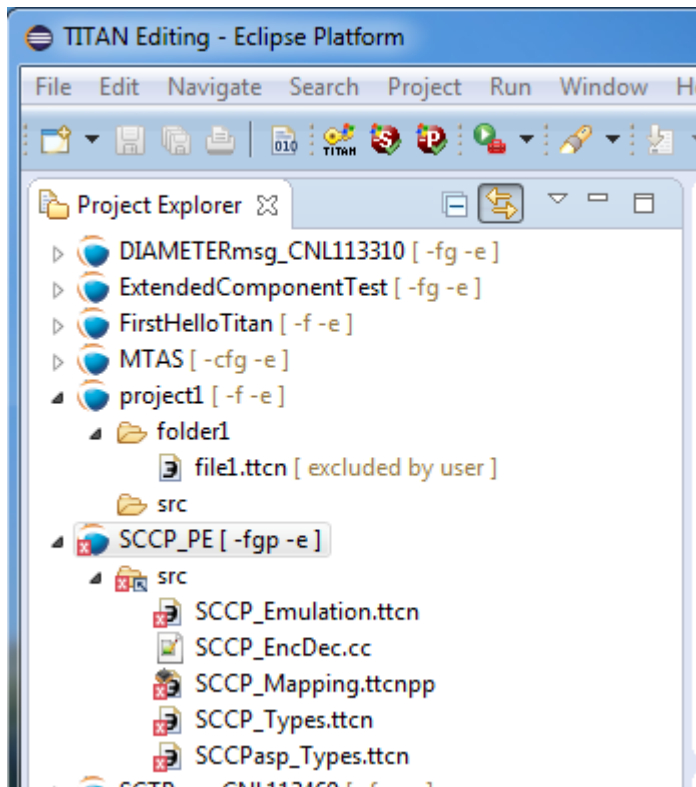 TITAN Editing - Eclipse Platform
File Edit Navigate Search Project Run Window
010 TITAN S P
Project Explorer
DIAMETERmsg_CNL113310 [ -fg -e ]
ExtendedComponentTest [ -fg -e ]
FirstHelloTitan [ -f -e ]
MTAS [ -cfg -e ]
project1 [ -f -e ]
folder1
file1.ttcn [ excluded by user ]
src
SCCP_PE [ -fgp -e ]
src
SCCP_Emulation.ttcn
SCCP_EncDec.cc
SCCP_Mapping.ttcnpp
SCCP_Types.ttcn
SCCPasp_Types.ttcn